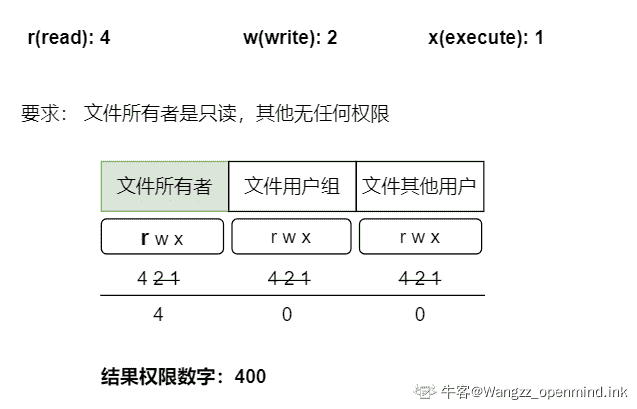 r(read): 4 w(write): 2 x(execute): 1
要求： 文件所有者是只读，其他无任何权限
文件所有者 文件用户组 文件其他用户
r w x r w x r w x
4 2 1 4 2 1 4 2 1
4 0 0
结果权限数字：400
牛客@Wangzz_openmind.ink